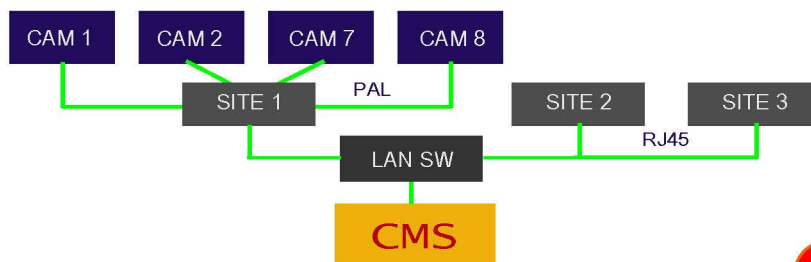 CAM 1
CAM 2
CAM 7
CAM 8
SITE 1
PAL
SITE 2
SITE 3
RJ45
LAN SW
CMS